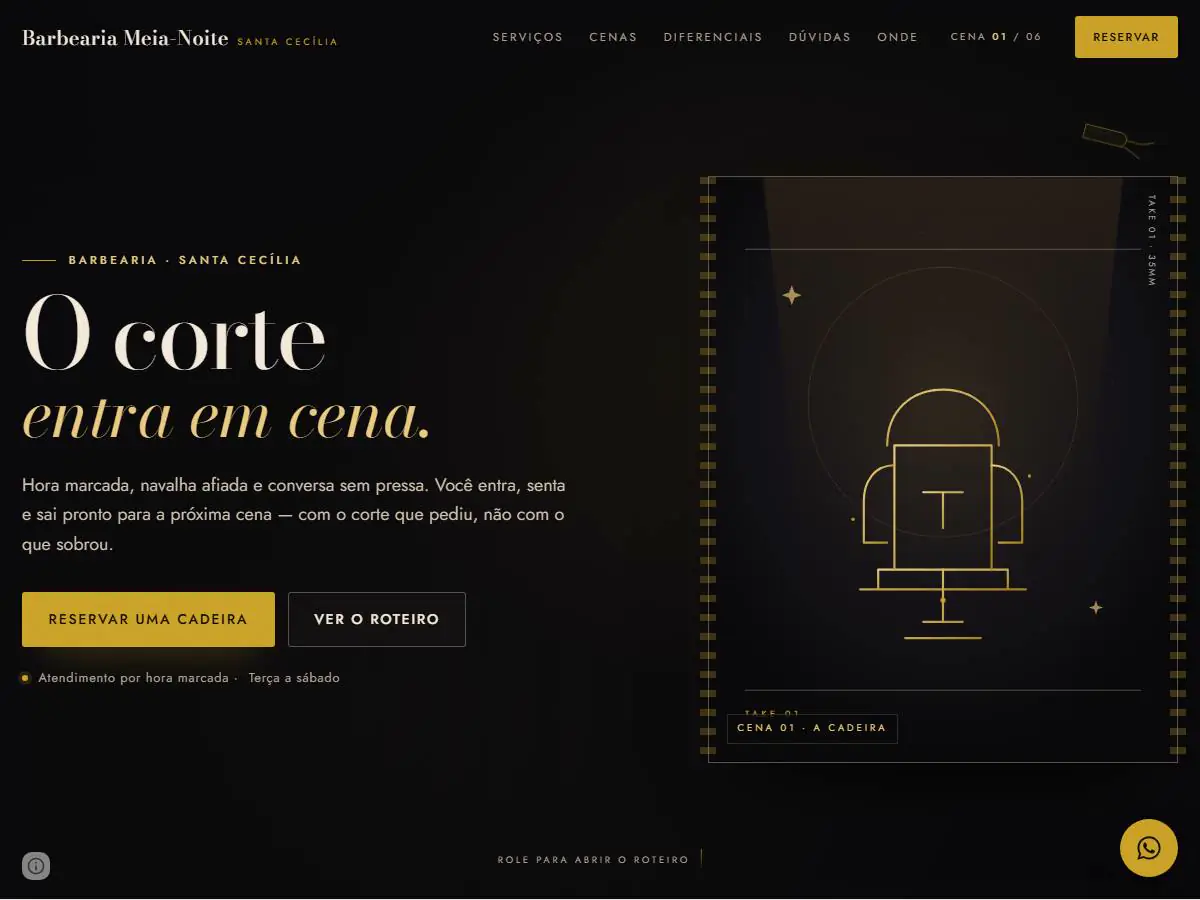 Barbearia Meia-Noite SANTA CECÍLIA
SERVIÇOS CENAS DIFERENCIAIS DÚVIDAS ONDE CENA 01 / 06 RESERVAR
TAKE 01 · 35MM
BARBEARIA · SANTA CECÍLIA
O corte
entra em cena.
Hora marcada, navalha afiada e conversa sem pressa. Você entra, senta
e sai pronto para a próxima cena — com o corte que pediu, não com o
que sobrou.
RESERVAR UMA CADEIRA VER O ROTEIRO
Atendimento por hora marcada · Terça a sábado
TAKE 01
CENA 01 · A CADEIRA
ROLE PARA ABRIR O ROTEIRO